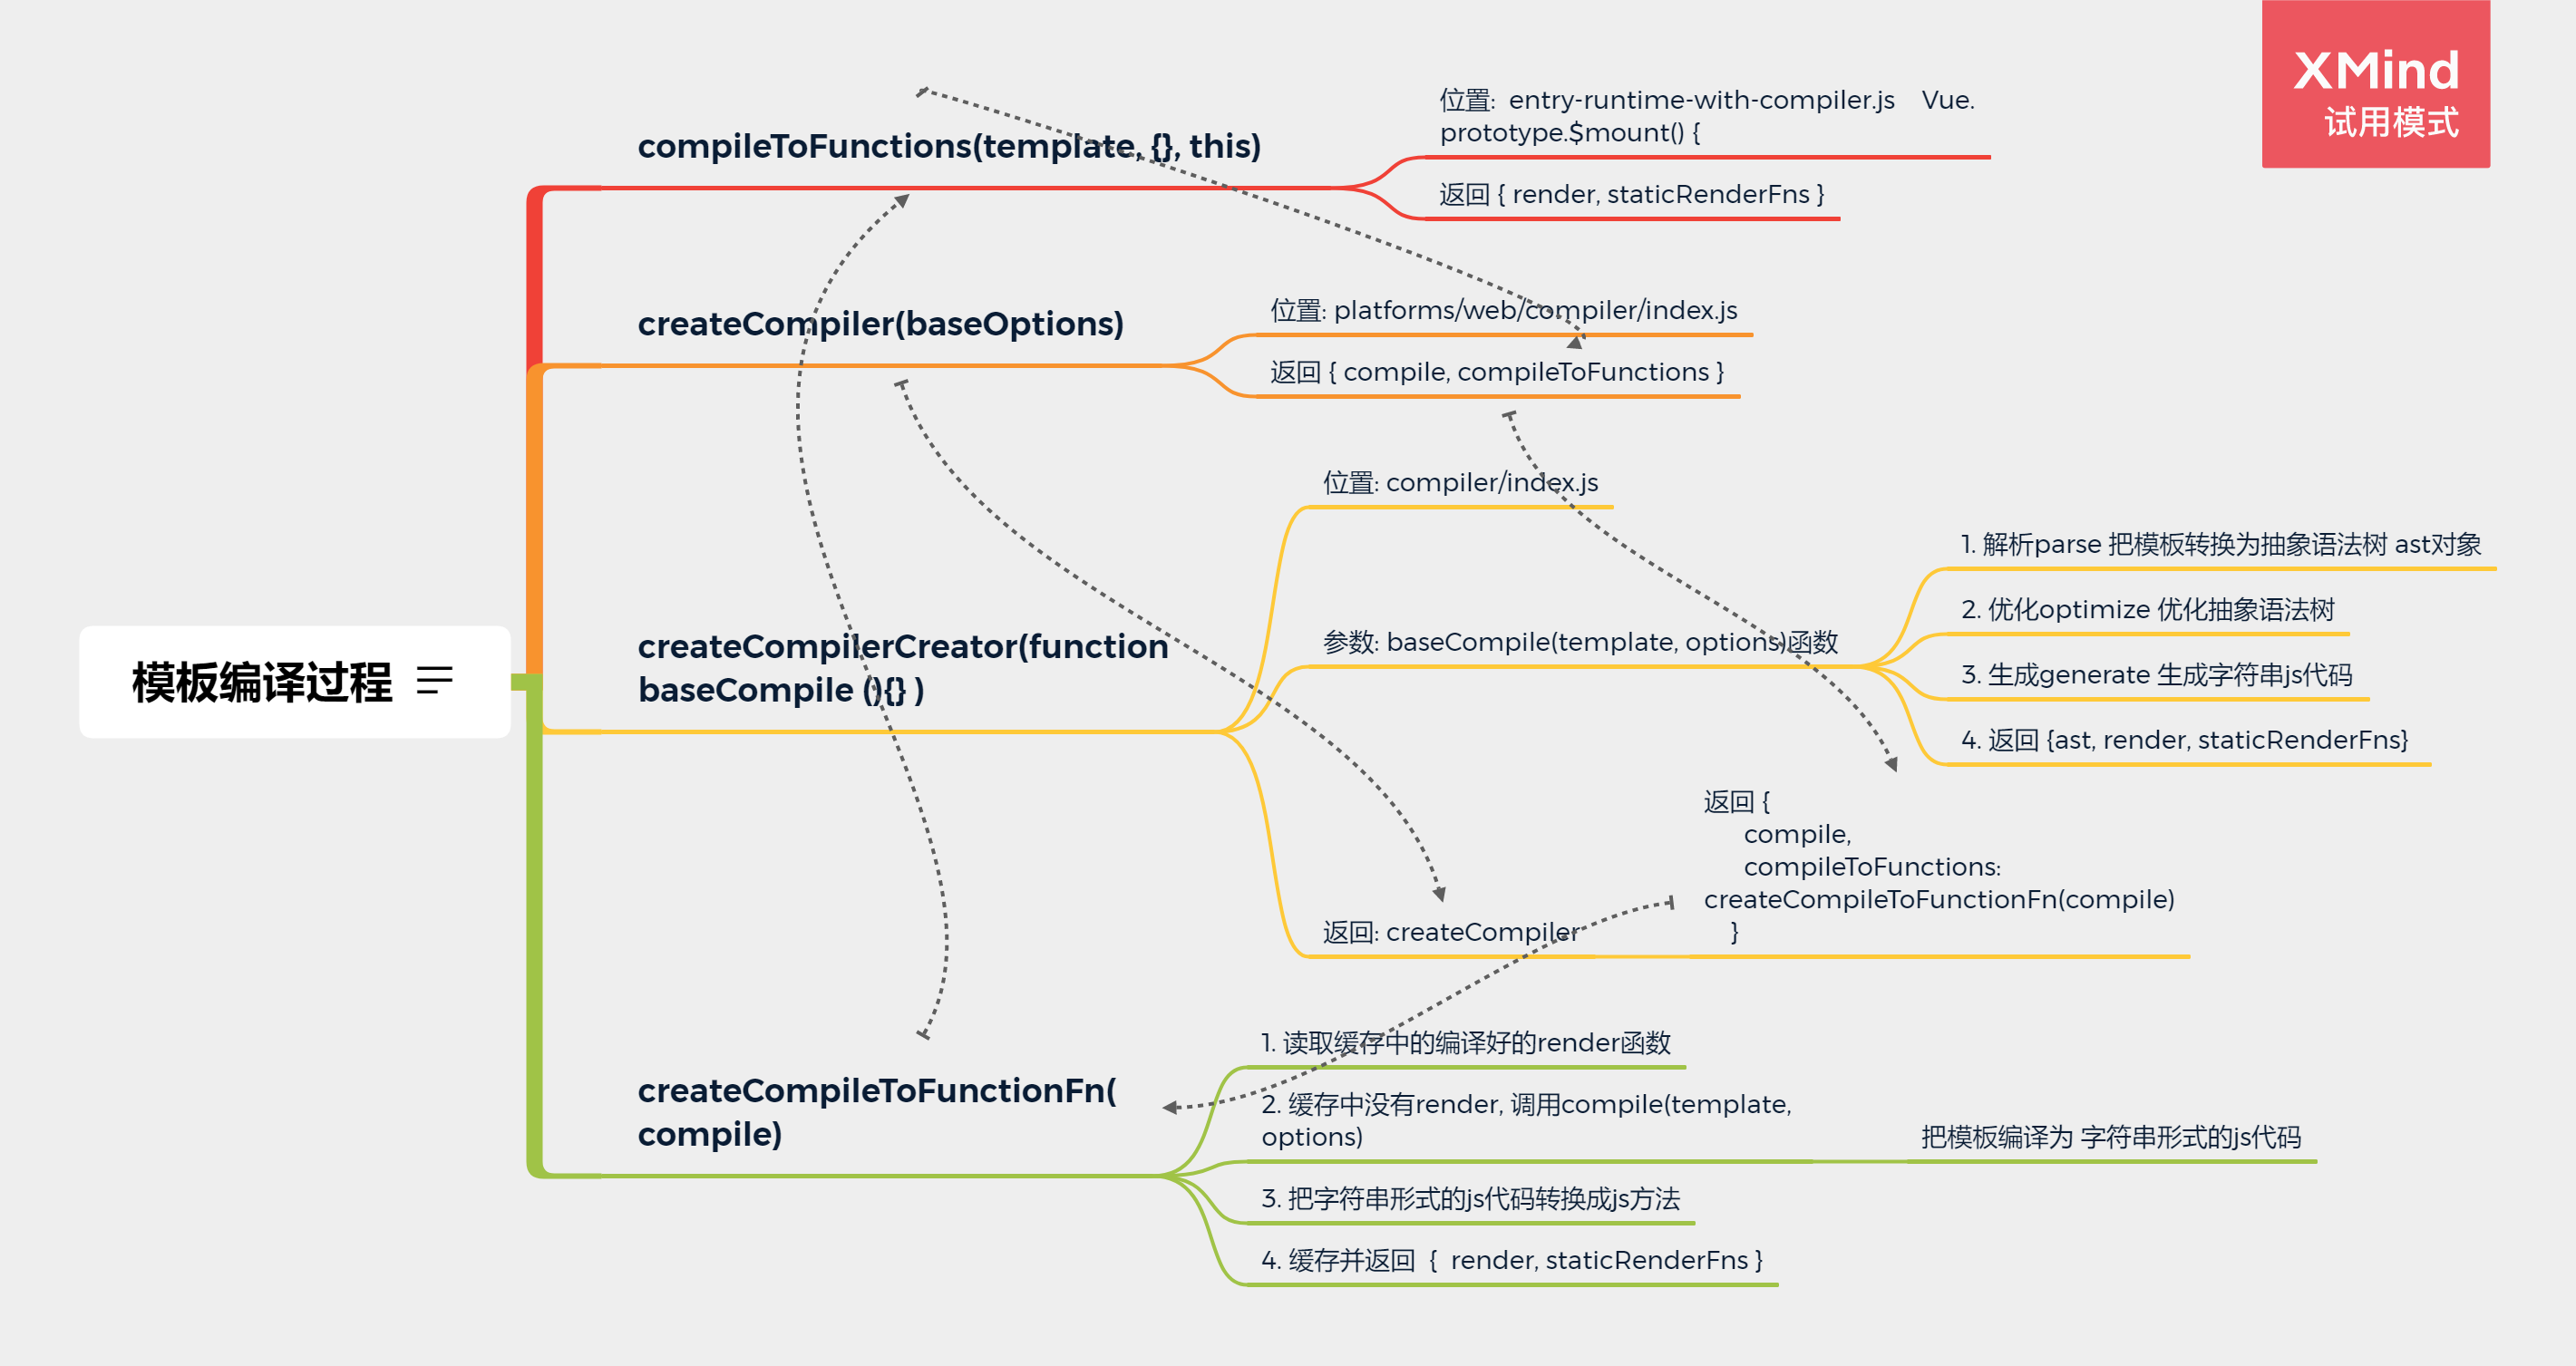 XMind
试用模式
模板编译过程
compileToFunctions(template, {}, this)
位置:  entry-runtime-with-compiler.js    Vue.
prototype.$mount() {
返回 { render, staticRenderFns }
createCompiler(baseOptions)
位置: platforms/web/compiler/index.js
返回 { compile, compileToFunctions }
createCompilerCreator(function
baseCompile (){} )
位置: compiler/index.js
参数: baseCompile(template, options)函数
1. 解析parse 把模板转换为抽象语法树 ast对象
2. 优化optimize 优化抽象语法树
3. 生成generate 生成字符串js代码
4. 返回 {ast, render, staticRenderFns}
返回: createCompiler
返回 {
compile,
compileToFunctions:
createCompileToFunctionFn(compile)
}
createCompileToFunctionFn(
compile)
1. 读取缓存中的编译好的render函数
2. 缓存中没有render, 调用compile(template,
options)
把模板编译为 字符串形式的js代码
3. 把字符串形式的js代码转换成js方法
4. 缓存并返回  {  render, staticRenderFns }